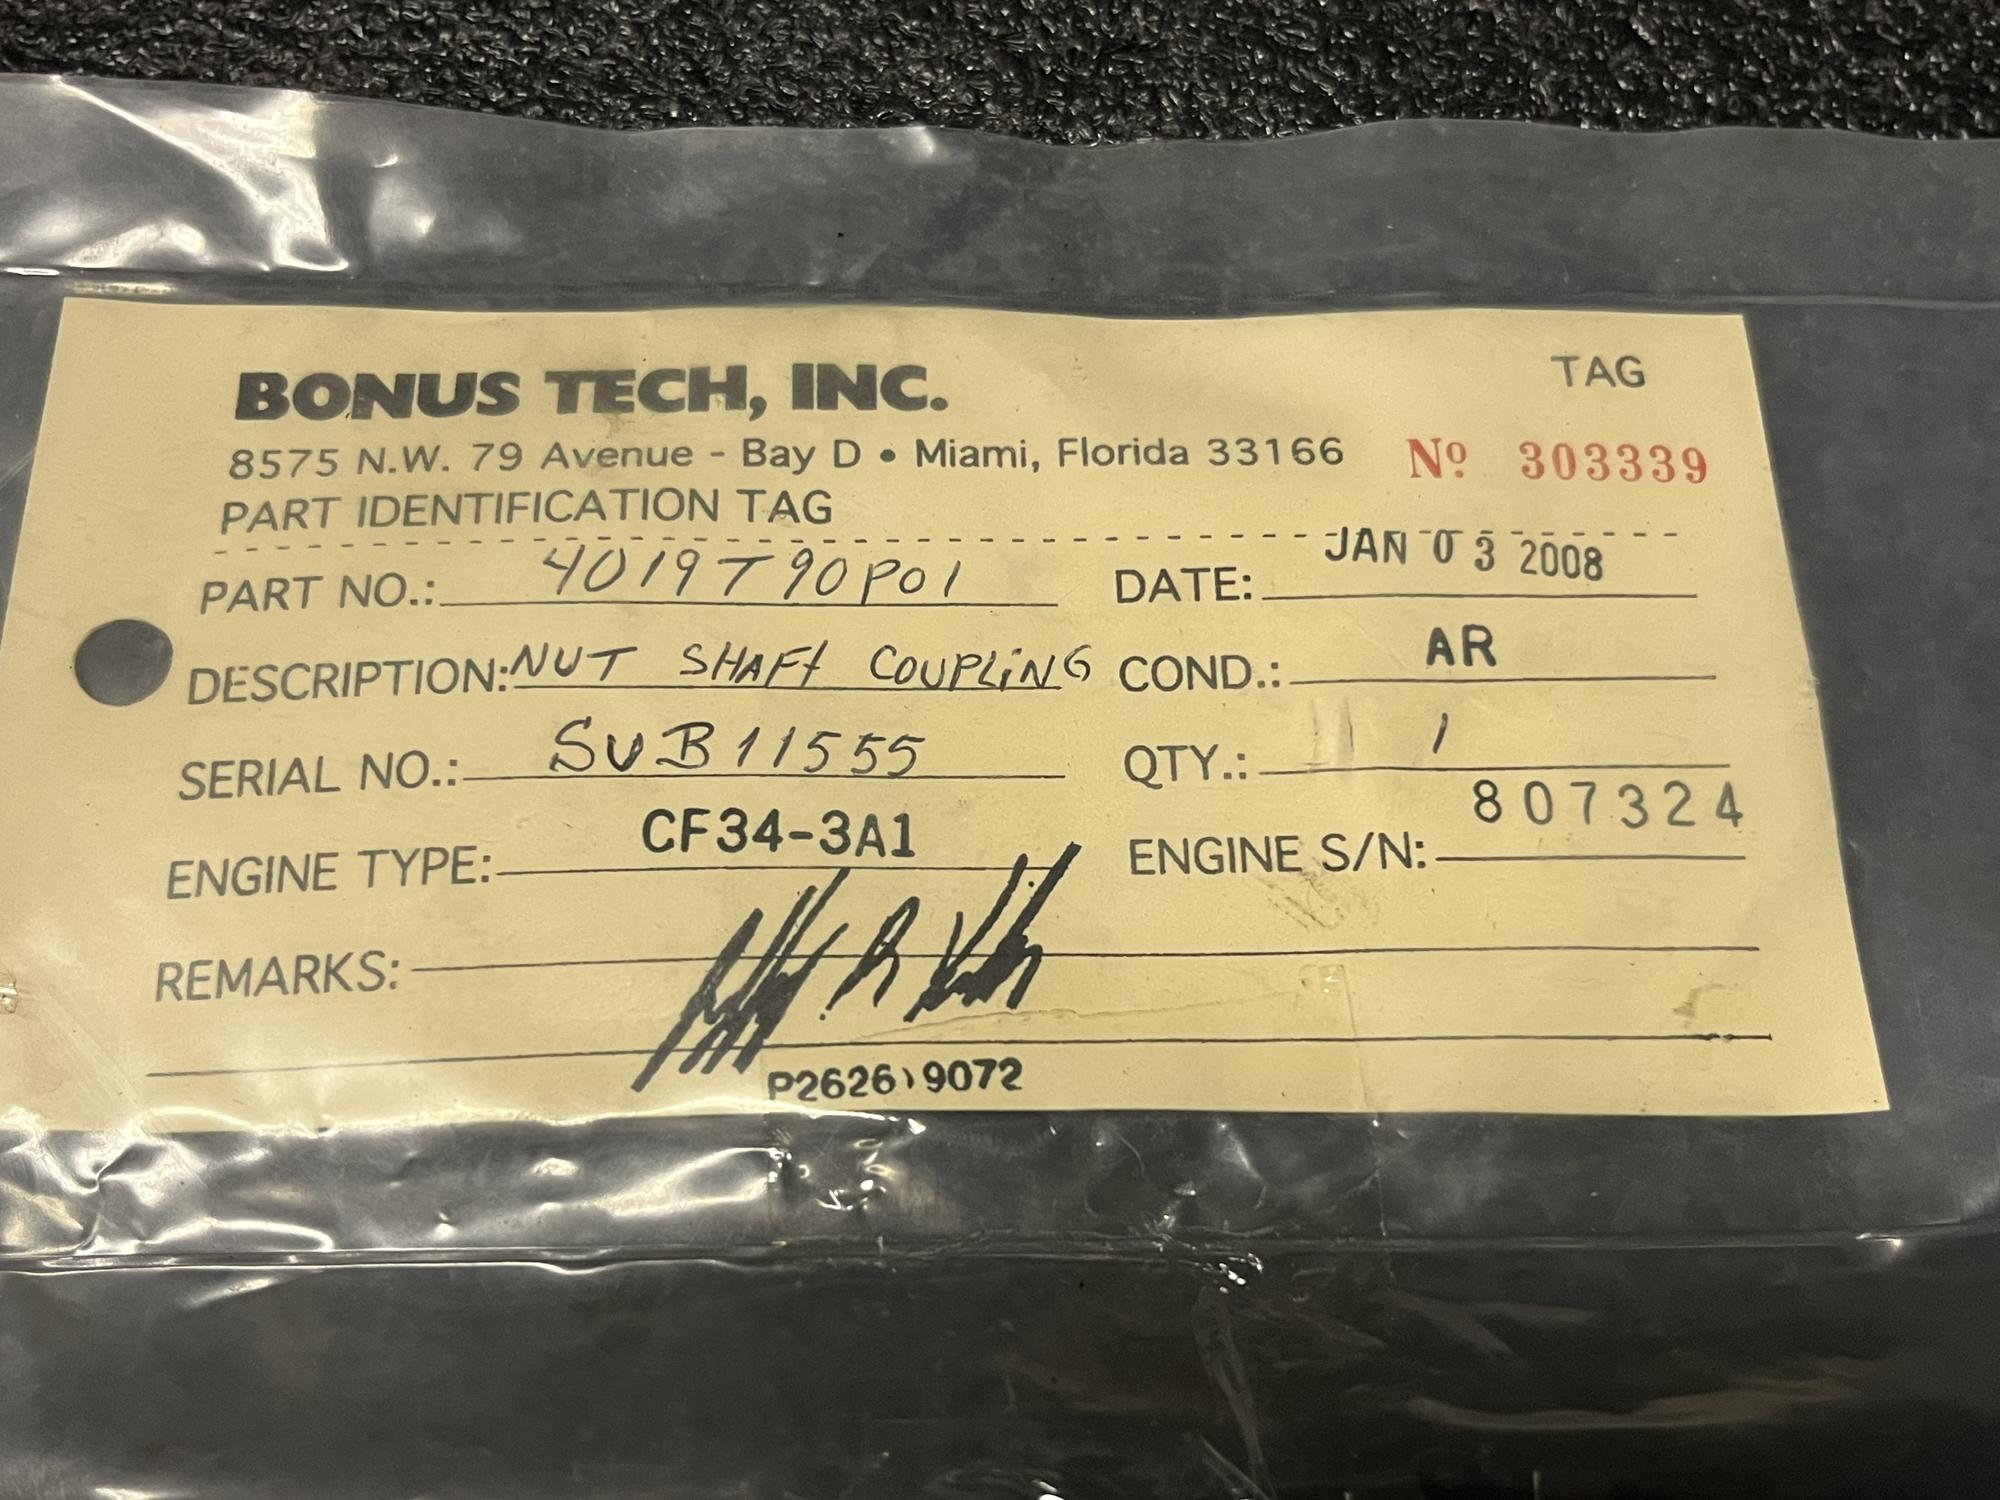 BONUS TECH, INC.
TAG
8575 N.W. 79 Avenue - Bay D • Miami, Florida 33166 Nº 303339
PART IDENTIFICATION TAG
PART NO.: 4019T90P01 DATE: JAN 03 2008
DESCRIPTION: NUT SHAFt COUPLiNG COND.: AR
SERIAL NO.: SUB11555 QTY.: 1
ENGINE TYPE: CF34-3A1 ENGINE S/N: 807324
REMARKS:
P2626 9072